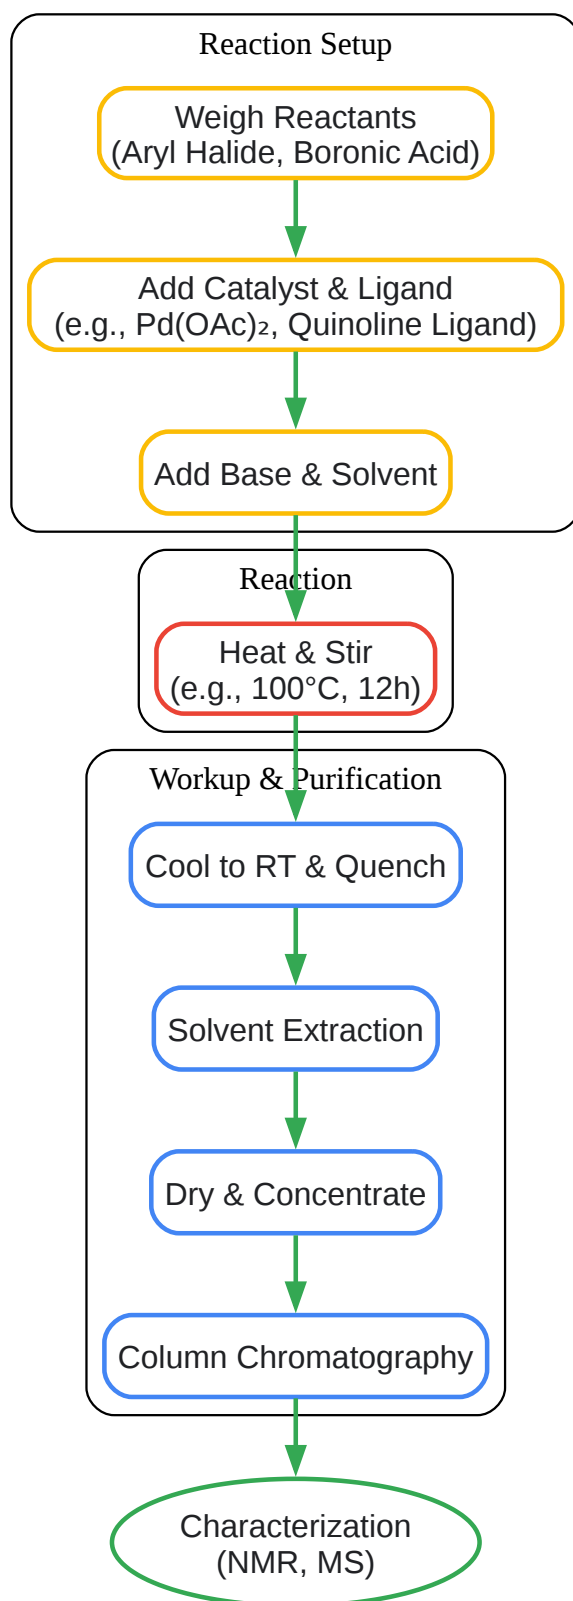 Reaction Setup
Weigh Reactants
(Aryl Halide, Boronic Acid)
Add Catalyst & Ligand
(e.g., Pd(OAc)₂, Quinoline Ligand)
Add Base & Solvent
Reaction
Heat & Stir
(e.g., 100°C, 12h)
Workup & Purification
Cool to RT & Quench
Solvent Extraction
Dry & Concentrate
Column Chromatography
Characterization
(NMR, MS)